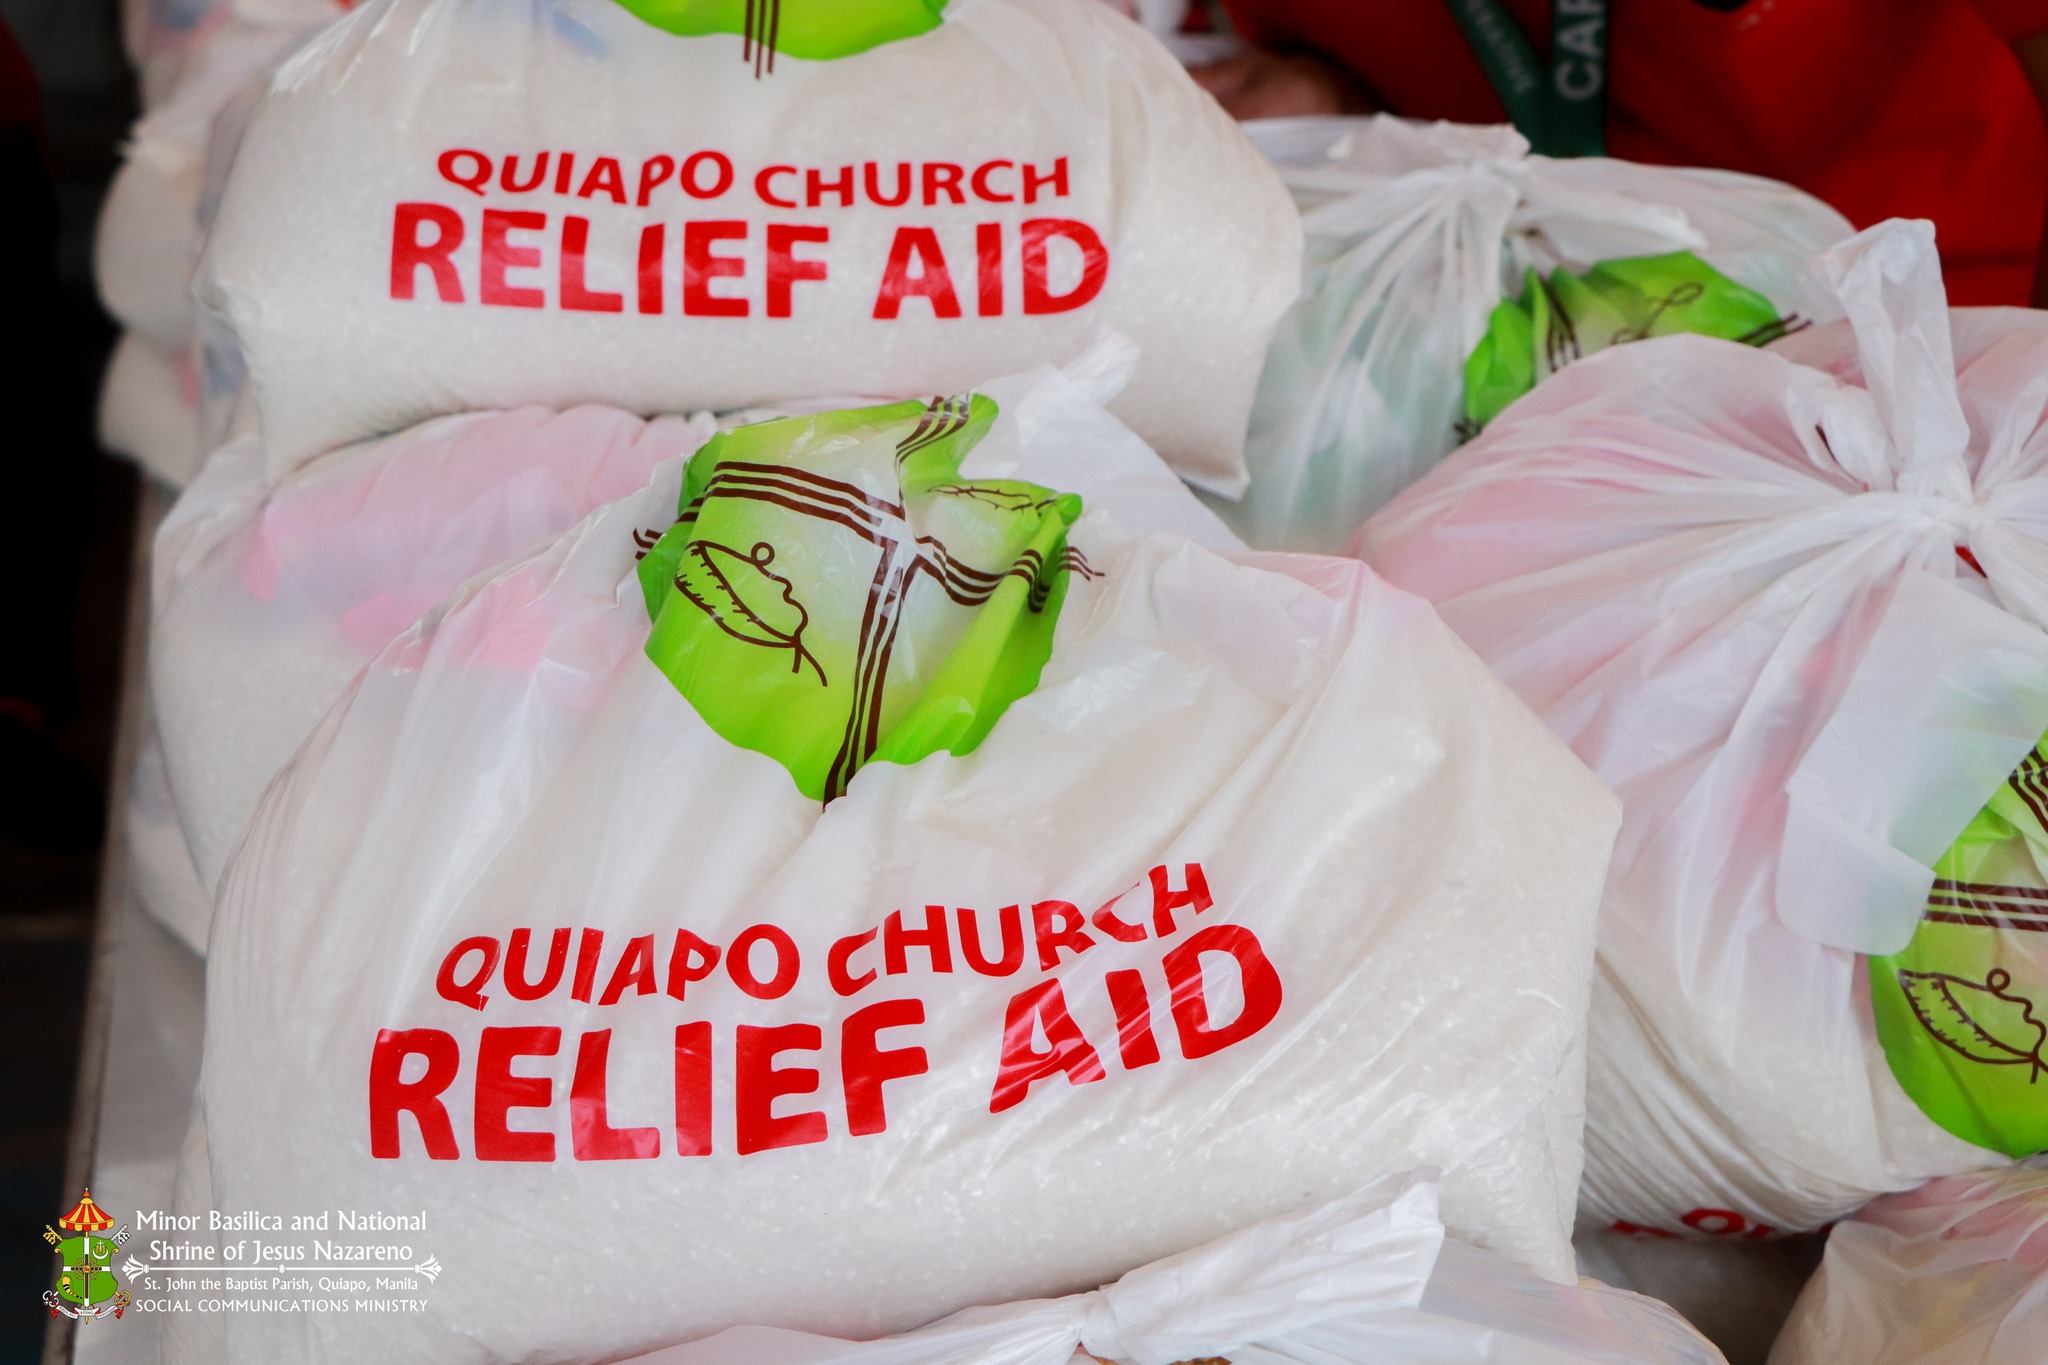 CAR
QUIAPO CHURCH
RELIEF AID
QUIAPO CHURCH
RELIEF AID
Minor Basilica and National
Shrine of Jesus Nazareno
St. John the Baptist Parish, Quiapo, Manila
SOCIAL COMMUNICATIONS MINISTRY